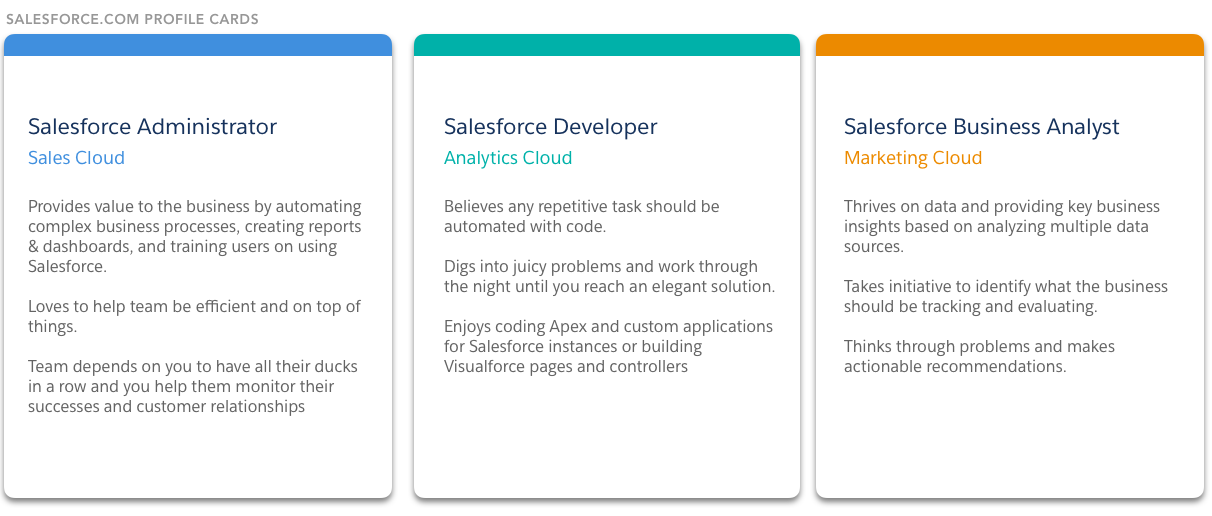 SALESFORCE.COM PROFILE CARDS
Salesforce Administrator
Sales Cloud
Provides value to the business by automating
complex business processes, creating reports
& dashboards, and training users on using
Salesforce.
Loves to help team be efficient and on top of
things.
Team depends on you to have all their ducks
in a row and you help them monitor their
successes and customer relationships
Salesforce Developer
Analytics Cloud
Believes any repetitive task should be
automated with code.
Digs into juicy problems and work through
the night until you reach an elegant solution.
Enjoys coding Apex and custom applications
for Salesforce instances or building
Visualforce pages and controllers
Salesforce Business Analyst
Marketing Cloud
Thrives on data and providing key business
insights based on analyzing multiple data
sources.
Takes initiative to identify what the business
should be tracking and evaluating.
Thinks through problems and makes
actionable recommendations.